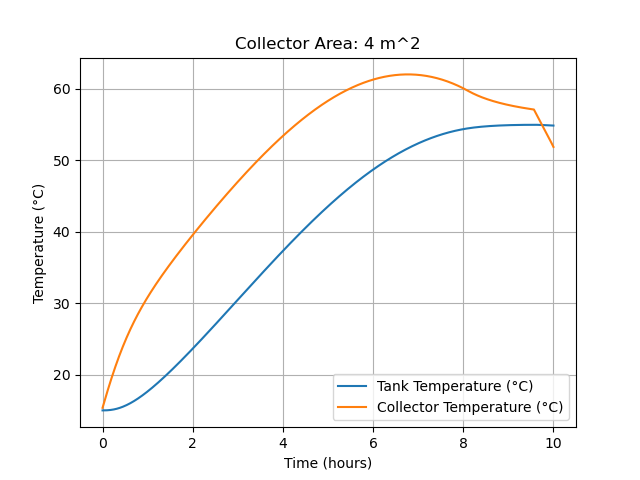 Collector Area: 4 m^2
Temperature (°C)
60
50
40
30
20
Tank Temperature (°C)
Collector Temperature (°C)
0 2 4 6 8 10
Time (hours)